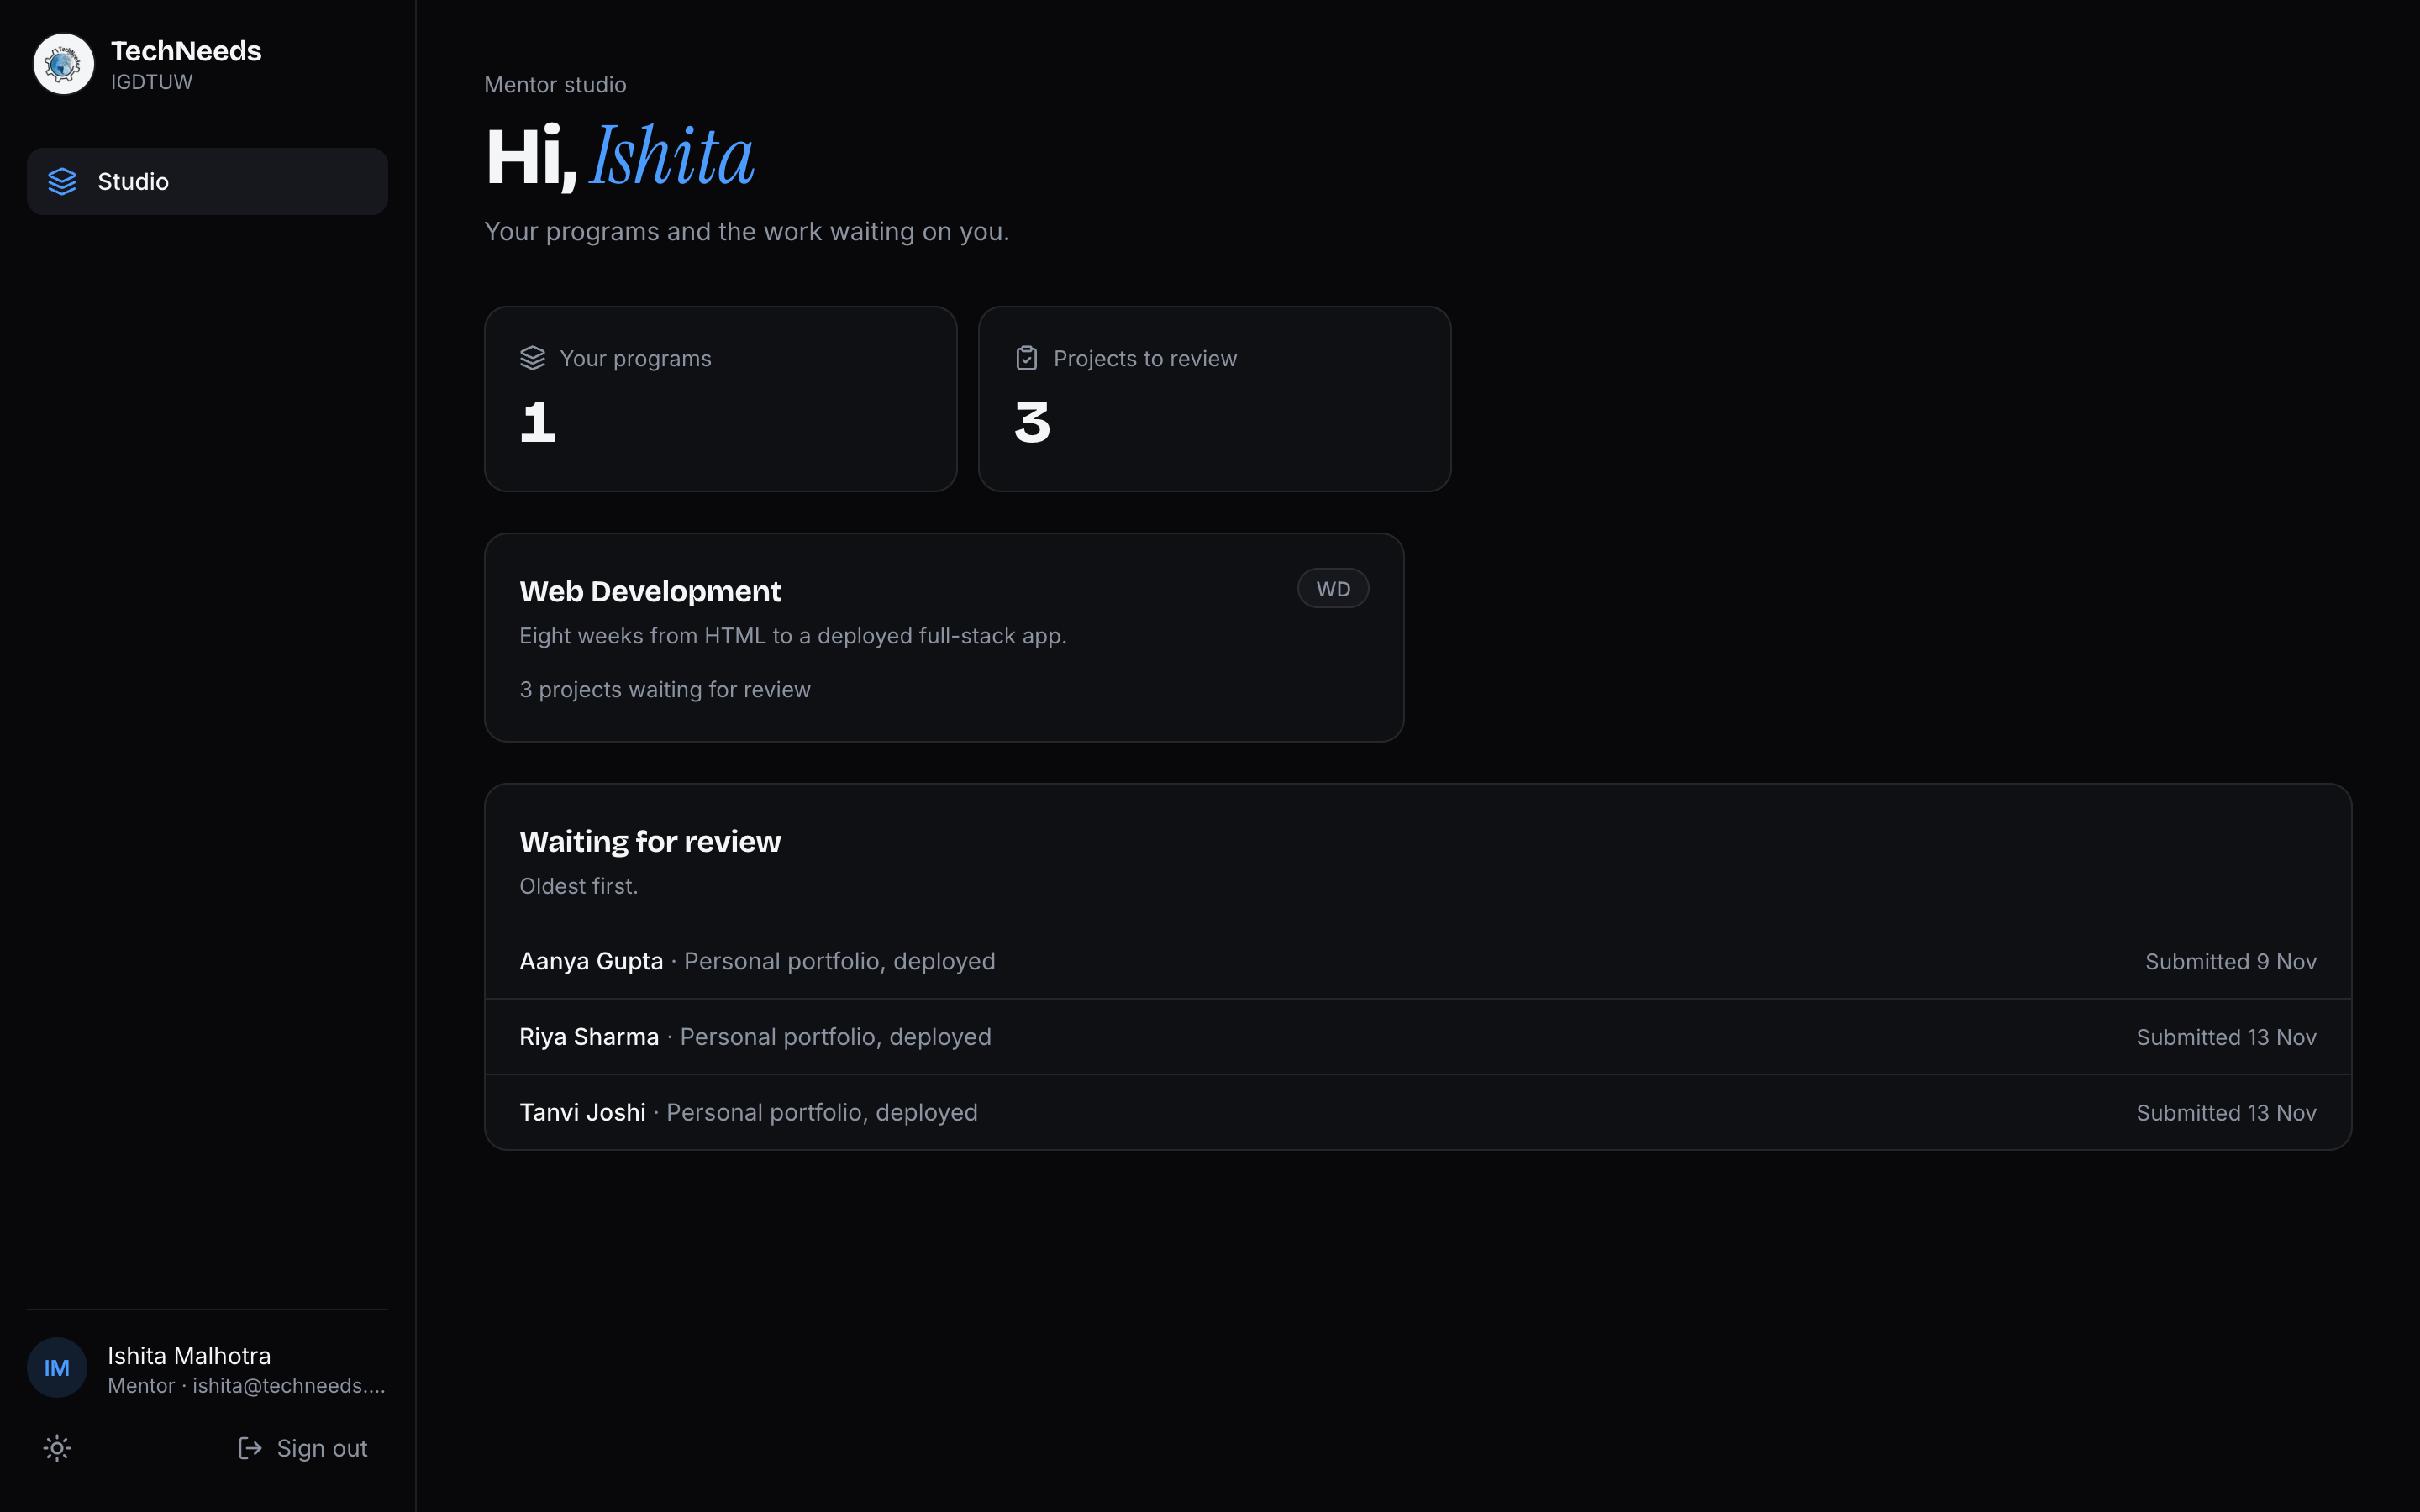 TechNeeds
IGDTUW
Studio
Mentor studio
Hi, Ishita
Your programs and the work waiting on you.
Your programs
1
Projects to review
3
Web Development
WD
Eight weeks from HTML to a deployed full-stack app.
3 projects waiting for review
Waiting for review
Oldest first.
Aanya Gupta · Personal portfolio, deployed
Submitted 9 Nov
Riya Sharma · Personal portfolio, deployed
Submitted 13 Nov
Tanvi Joshi · Personal portfolio, deployed
Submitted 13 Nov
IM
Ishita Malhotra
Mentor · ishita@techneeds....
Sign out